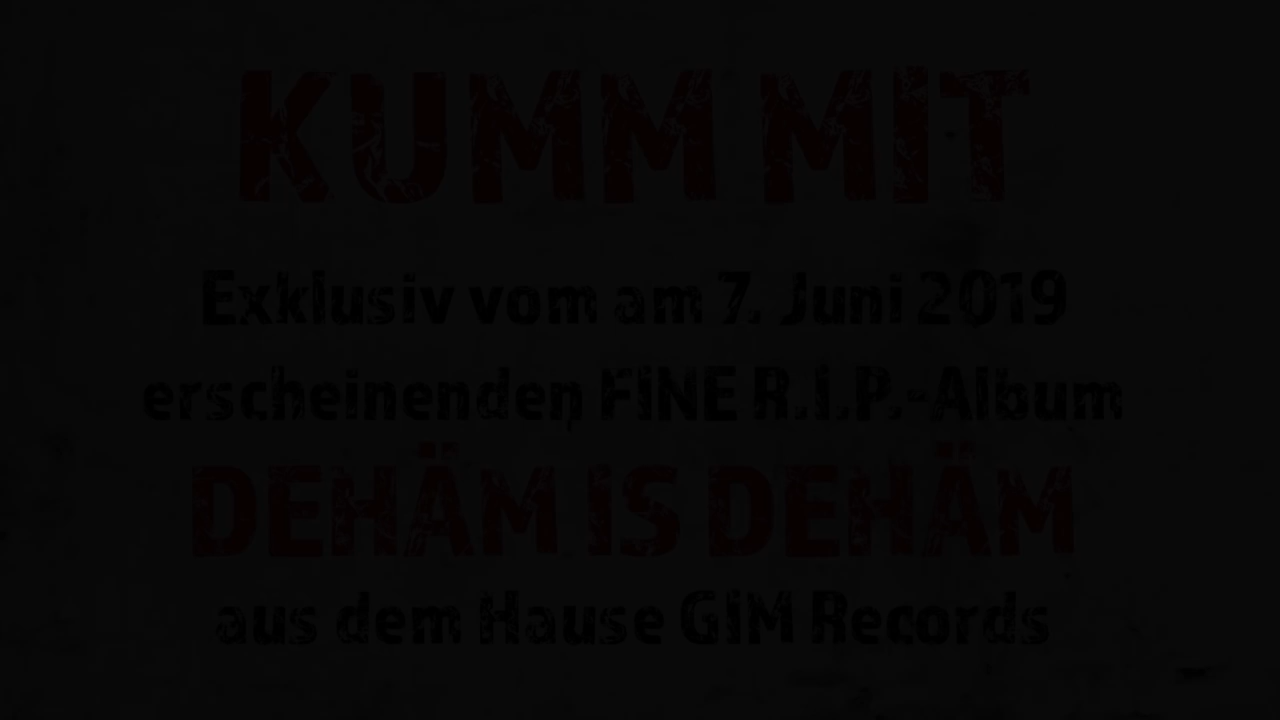 KUMM MIT
Exklusiv vom am 7. Juni 2019
erscheinenden FINE R.I.P.-Album
DEHÄM IS DEHÄM
aus dem Hause GIM Records